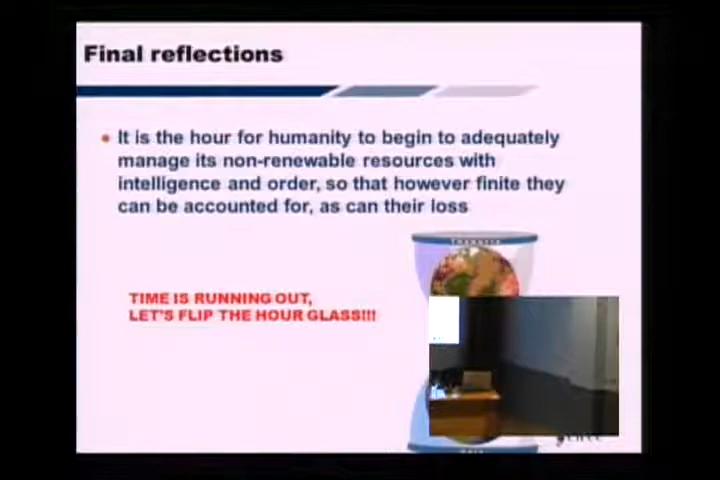 Final reflections
• It is the hour for humanity to begin to adequately
manage its non-renewable resources with
intelligence and order, so that however finite they
can be accounted for, as can their loss
TIME IS RUNNING OUT,
LET'S FLIP THE HOUR GLASS!!!